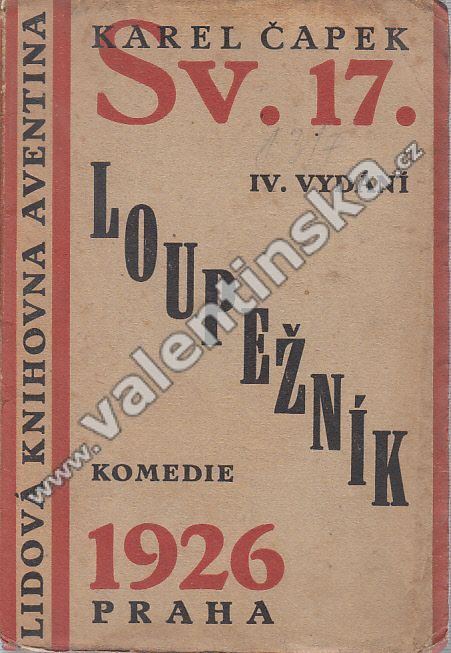 KAREL ČAPEK
Sv. 17.
IV. VYDÁNÍ
LOUPEŽNÍK
KOMEDIE
1926
PRAHA
LIDOVÁ KNIHOVNA AVENTINA
www.valentinska.cz